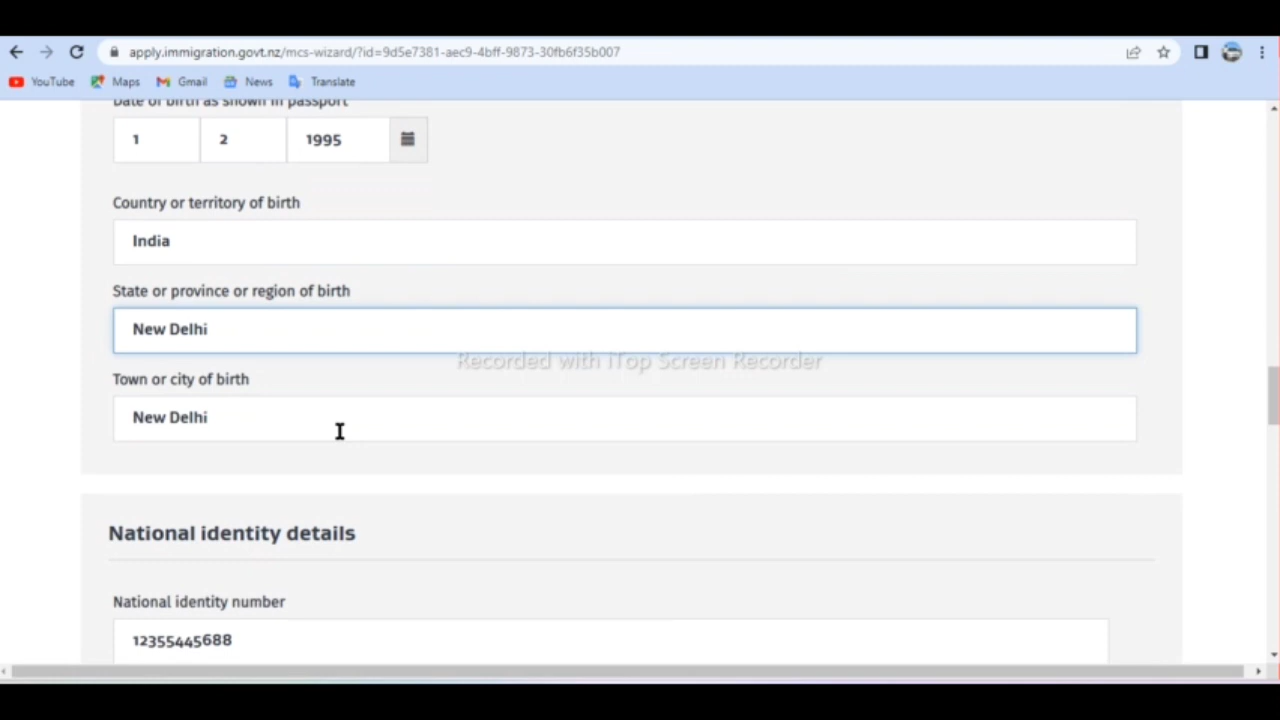 apply.immigration.govt.nz/mcs-wizard/?id=9d5e7381-aec9-4bff-9873-30fb6f35b007
YouTube Maps Gmail News Translate
Date of birth as shown in passport
1 2 1995
Country or territory of birth
India
State or province or region of birth
New Delhi
Recorded with iTop Screen Recorder
Town or city of birth
New Delhi
National identity details
National identity number
12355445688